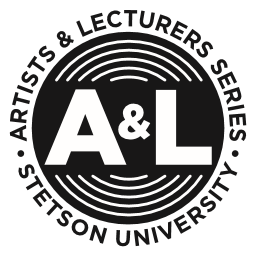 ARTISTS & LECTURERS SERIES
A&L
• STETSON UNIVERSITY •